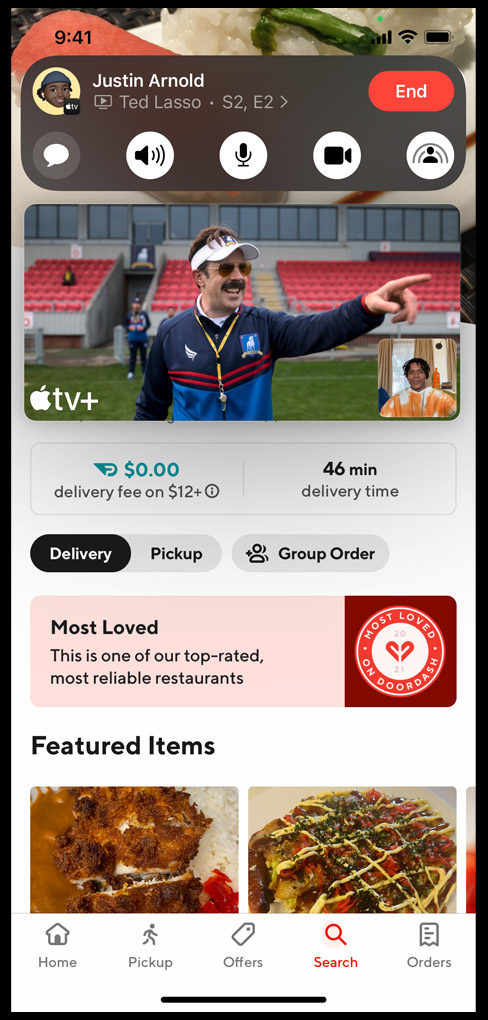 9:41
Justin Arnold
tv
Ted Lasso • S2, E2 >
End
tv+
$0.00
delivery fee on $12+
46 min
delivery time
Delivery
Pickup
Group Order
Most Loved
This is one of our top-rated,
most reliable restaurants
MOST LOVED
20
21
ON DOORDASH
Featured Items
Home
Pickup
Offers
Search
Orders